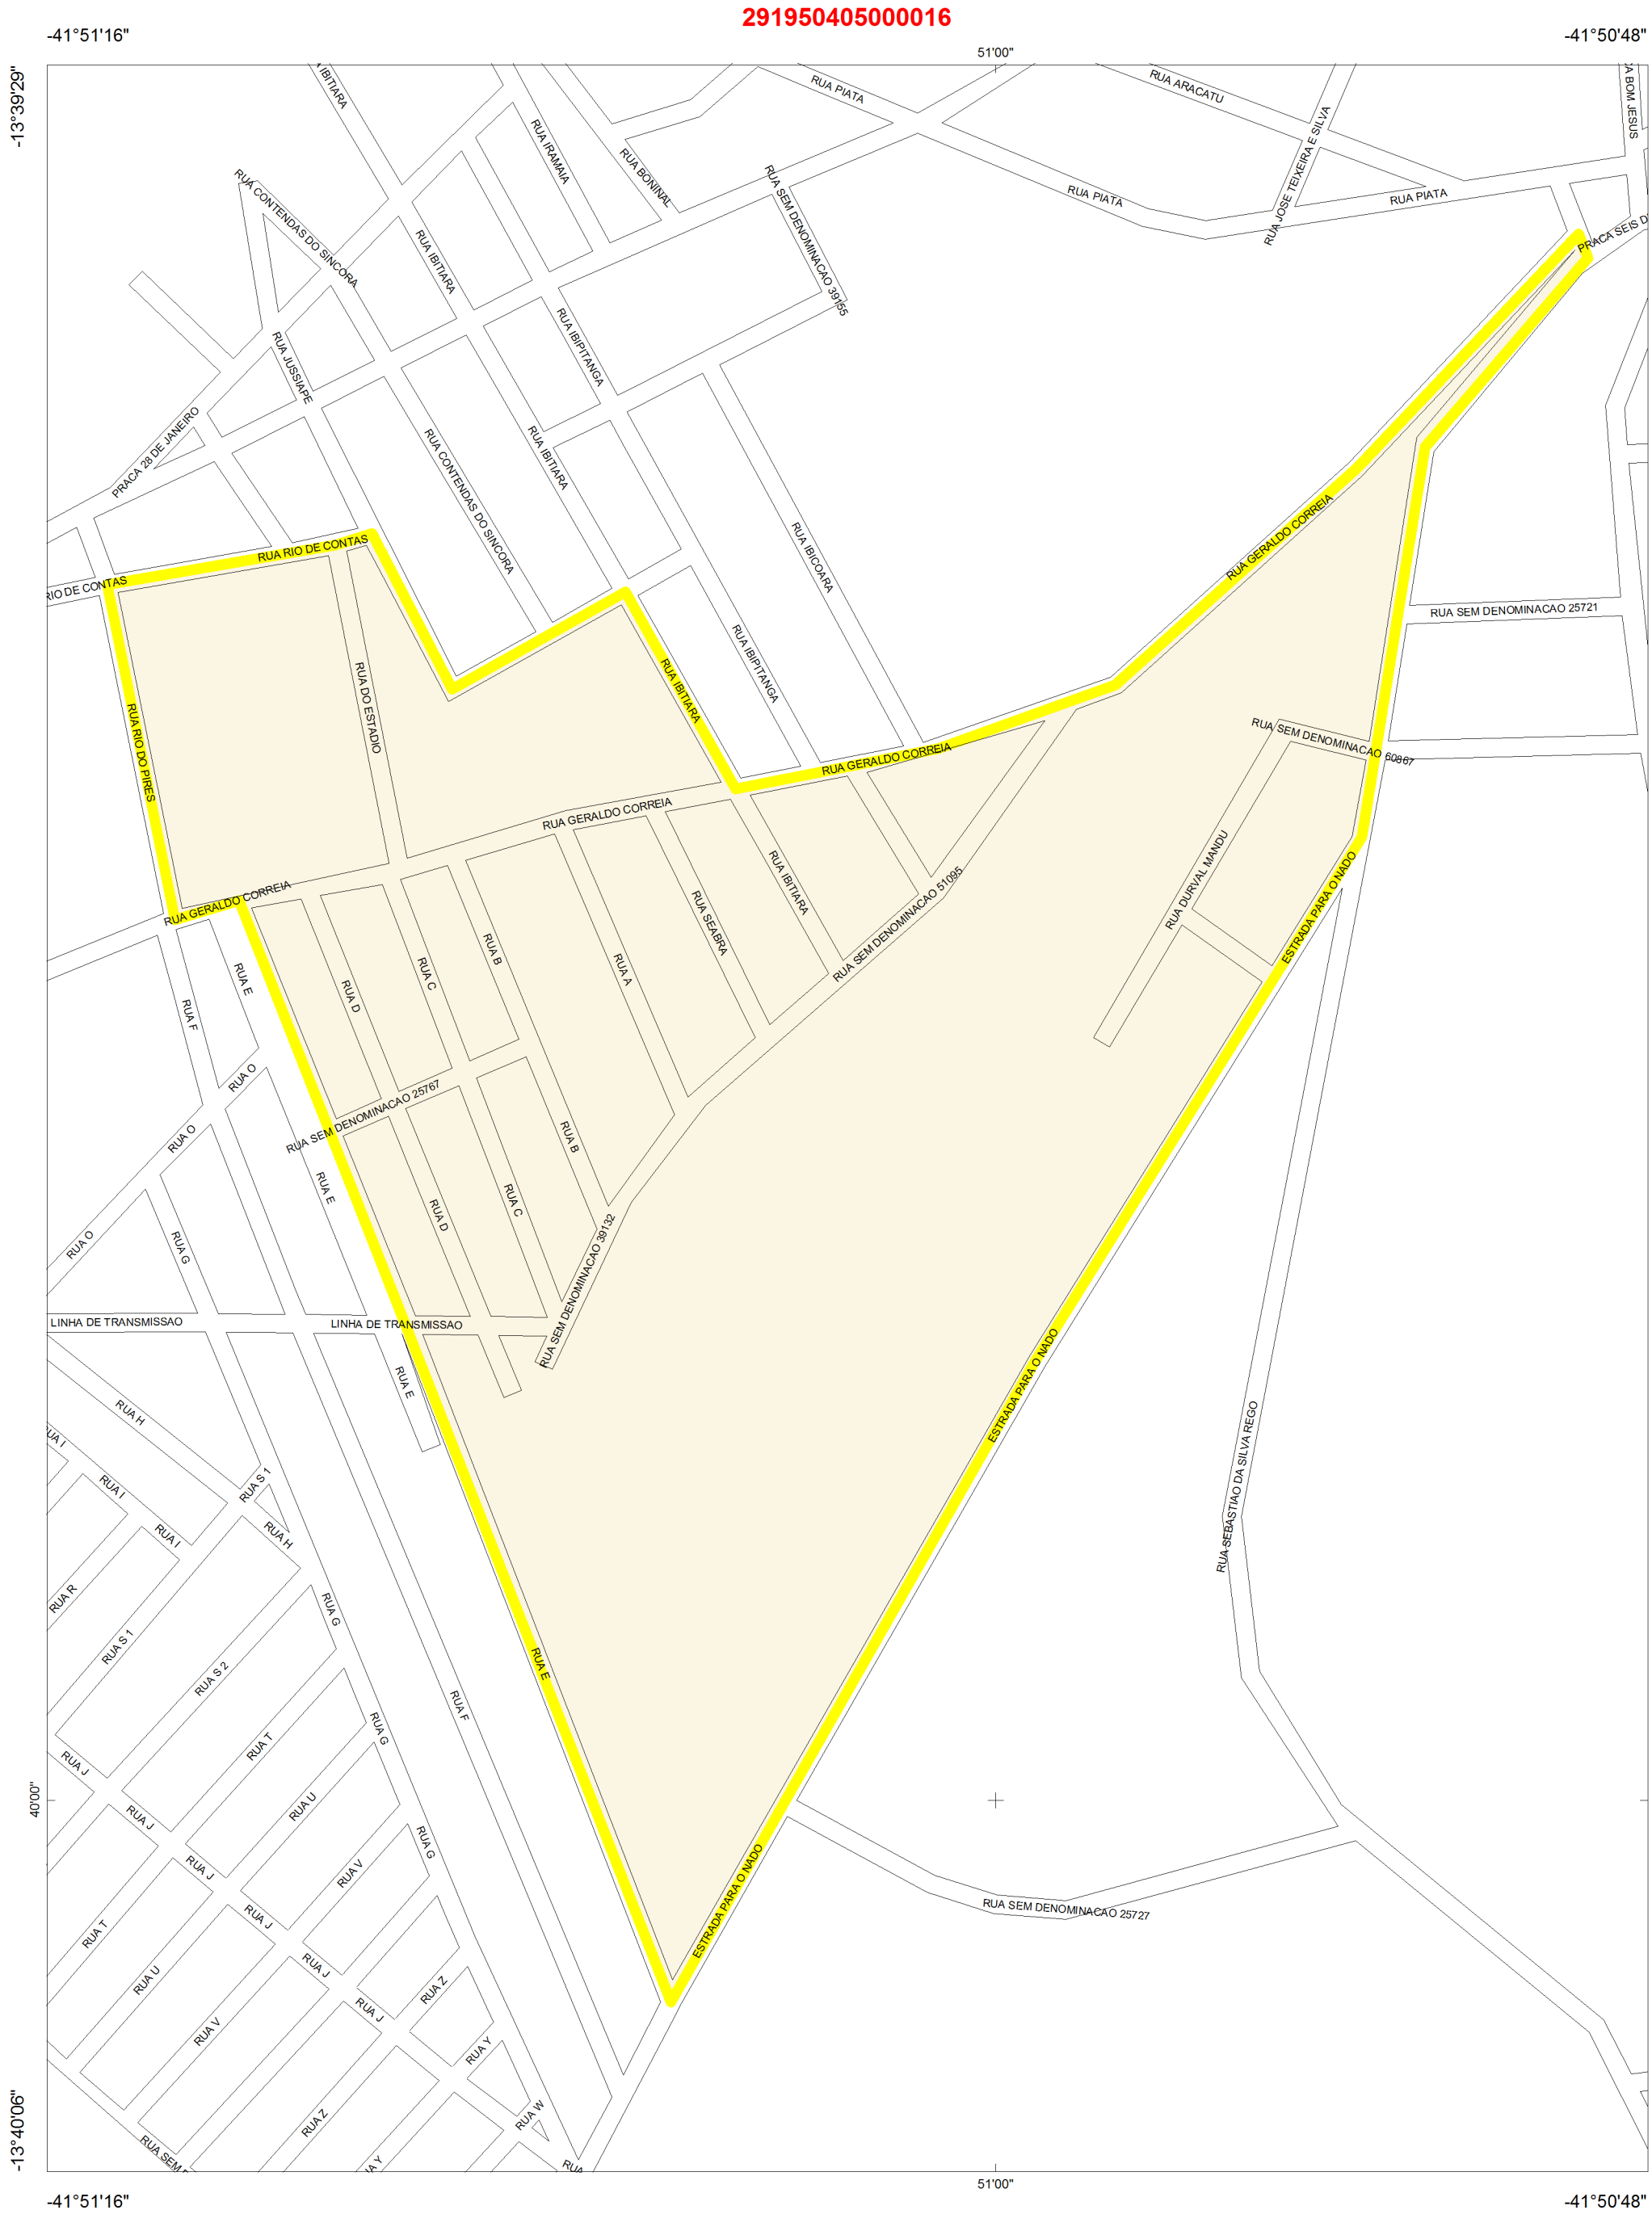 291950405000016
-41°51'16"
51'00"
-41°50'48"
-13°39'29"
RUA PIATA
RUA ARACATU
RUA IRAMAIA
RUA BONINAL
RUA JOSE TEIXEIRA E SILVA
RUA CONTENDAS DO SINCORA
RUA SEM DENOMINACAO 39155
RUA PIATA
RUA PIATA
RUA IBITIARA
RUA IBIPITANGA
RUA JUSSIAPE
PRACA 28 DE JANEIRO
RUA CONTENDAS DO SINCORA
RUA IBITIARA
RUA IBICOARA
RUA GERALDO CORREIA
RUA RIO DE CONTAS
RIO DE CONTAS
RUA SEM DENOMINACAO 25721
RUA DO ESTADIO
RUA IBITIARA
RUA IBIPITANGA
RUA RIO DO PIRES
RUA GERALDO CORREIA
RUA SEM DENOMINACAO 60867
RUA GERALDO CORREIA
RUA IBITIARA
RUA DURVAL MANDU
ESTRADA PARA O NADO
RUA GERALDO CORREIA
RUA SEABRA
RUA SEM DENOMINACAO 51095
RUA E
RUA B
RUA C
RUA A
RUA D
RUA F
RUA O
RUA SEM DENOMINACAO 25767
RUA O
RUA B
RUA E
RUA C
RUA D
RUA O
RUA G
RUA SEM DENOMINACAO 39132
LINHA DE TRANSMISSAO
LINHA DE TRANSMISSAO
RUA E
ESTRADA PARA O NADO
RUA H
RUA SEBASTIAO DA SILVA REGO
RUA I
RUA S 1
RUA I
RUA H
RUA R
RUA G
RUA S 1
RUA E
RUA S 2
RUA F
RUA G
RUA T
RUA J
40'00"
RUA U
RUA J
RUA G
RUA J
RUA V
ESTRADA PARA O NADO
RUA J
RUA SEM DENOMINACAO 25727
RUA T
RUA J
RUA U
RUA Z
RUA J
RUA V
RUA Y
RUA W
RUA Z
-13°40'06"
RUA
-41°51'16"
51'00"
-41°50'48"